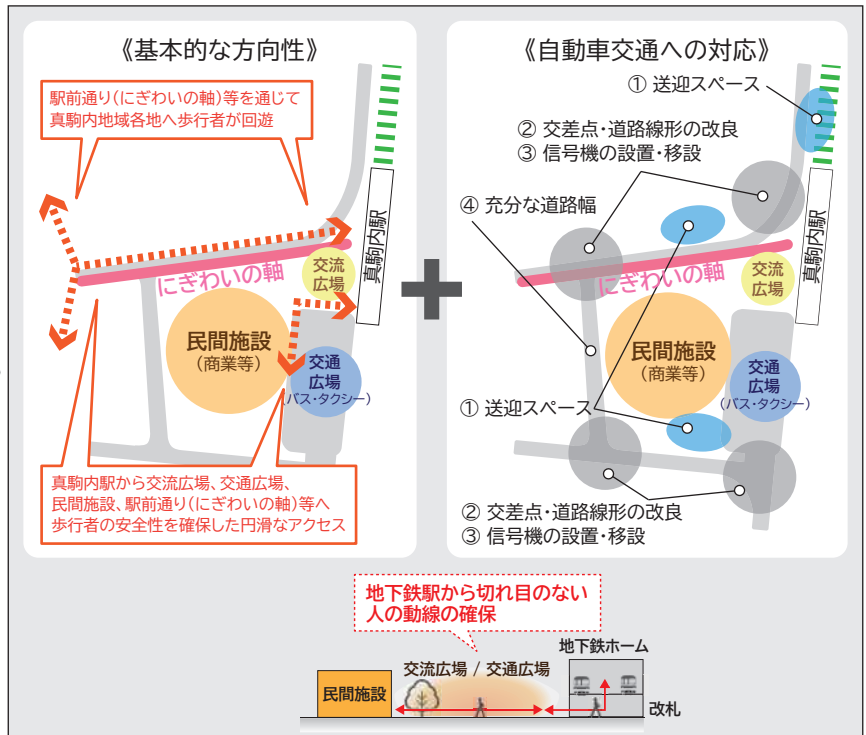 《基本的な方向性》
駅前通り(にぎわいの軸)等を通じて
真駒内地域各地へ歩行者が回遊
真駒内駅
にぎわいの軸
交流
広場
民間施設
(商業等)
交通
広場
(バス・タクシー)
真駒内駅から交流広場、交通広場、
民間施設、駅前通り(にぎわいの軸)等へ
歩行者の安全性を確保した円滑なアクセス
+
《自動車交通への対応》
① 送迎スペース
② 交差点・道路線形の改良
③ 信号機の設置・移設
④ 充分な道路幅
真駒内駅
にぎわいの軸
交流
広場
民間施設
(商業等)
交通
広場
(バス・タクシー)
① 送迎スペース
② 交差点・道路線形の改良
③ 信号機の設置・移設
地下鉄駅から切れ目のない
人の動線の確保
地下鉄ホーム
交流広場 / 交通広場
民間施設
改札